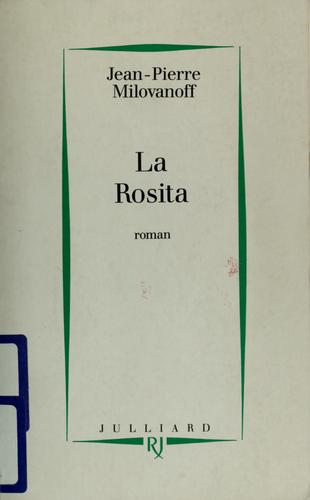 Jean-Pierre
Milovanoff
La
Rosita
roman
JULLIARD
RJ